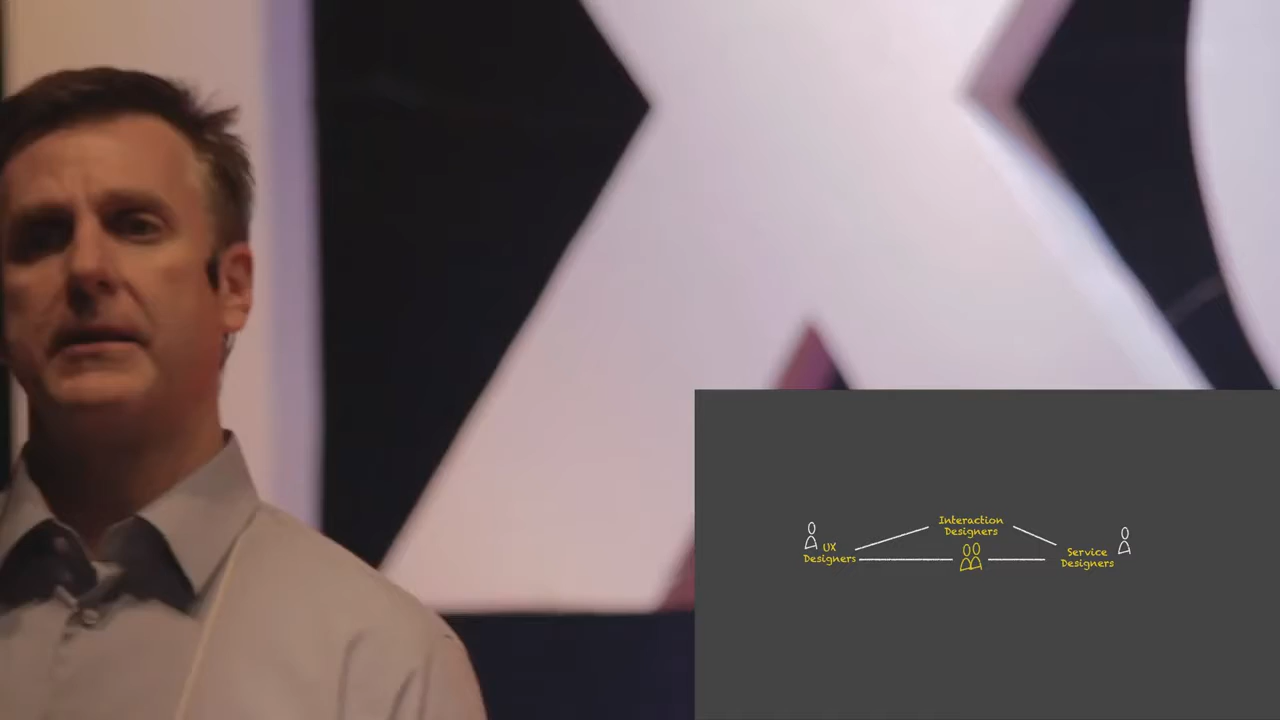 X
Interaction
Designers
UX
Designers
Service
Designers